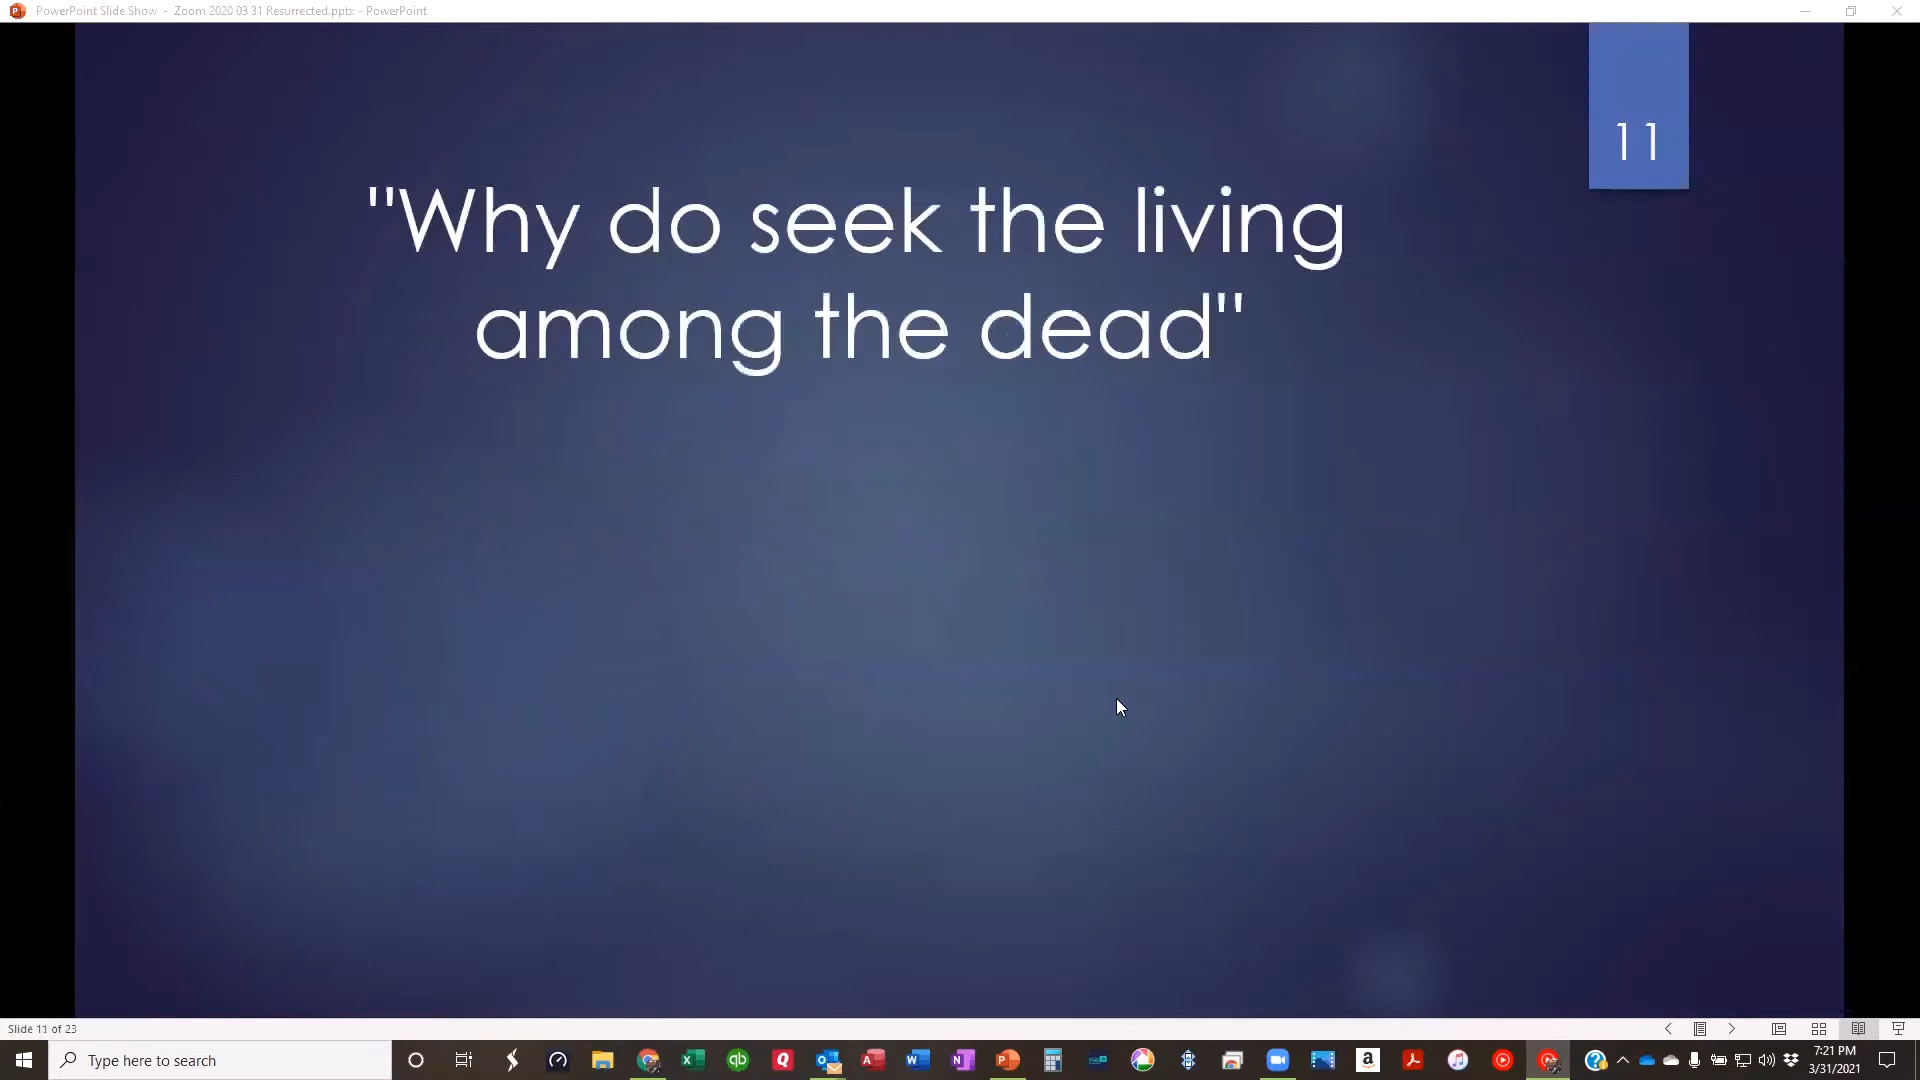 PowerPoint Slide Show - Zoom 2020 03 31 Resurrected.pptx - PowerPoint
11
"Why do seek the living
among the dead"
Slide 11 of 23
Type here to search
7:21 PM
3/31/2021